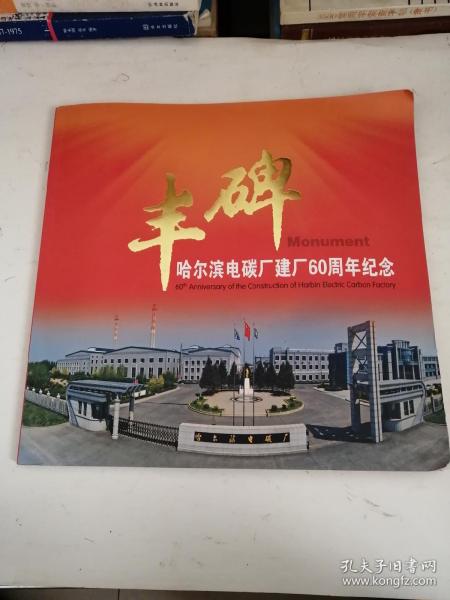 1-1975
丰碑
Monument
哈尔滨电碳厂建厂60周年纪念
60th Anniversary of the Construction of Harbin Electric Carbon Factory
哈尔滨电碳厂
孔夫子旧书网
www.kongfz.com